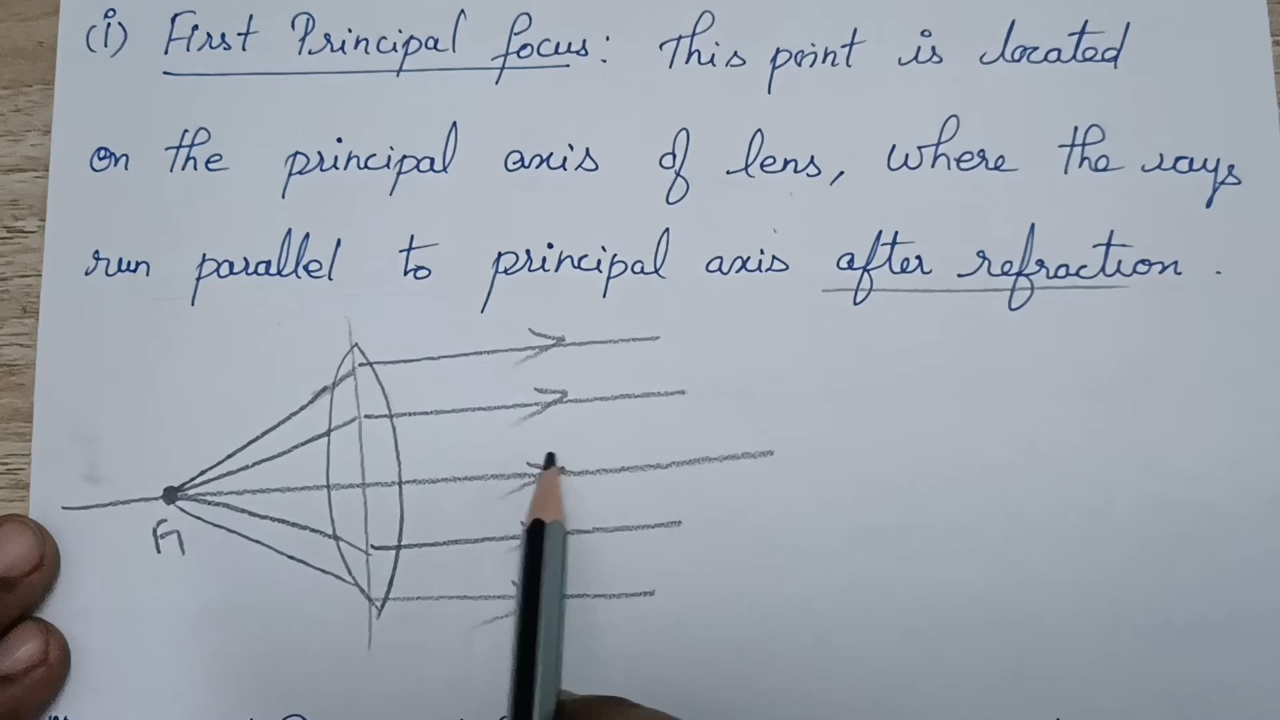 (i) First Principal focus: This point is located
on the principal axis of lens, where the rays
run parallel to principal axis after refraction.
F1